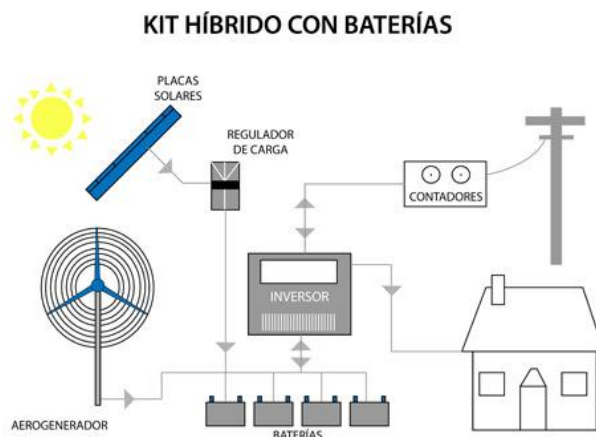 KIT HÍBRIDO CON BATERÍAS
PLACAS
SOLARES
REGULADOR
DE CARGA
CONTADORES
INVERSOR
AEROGENERADOR
BATERÍAS